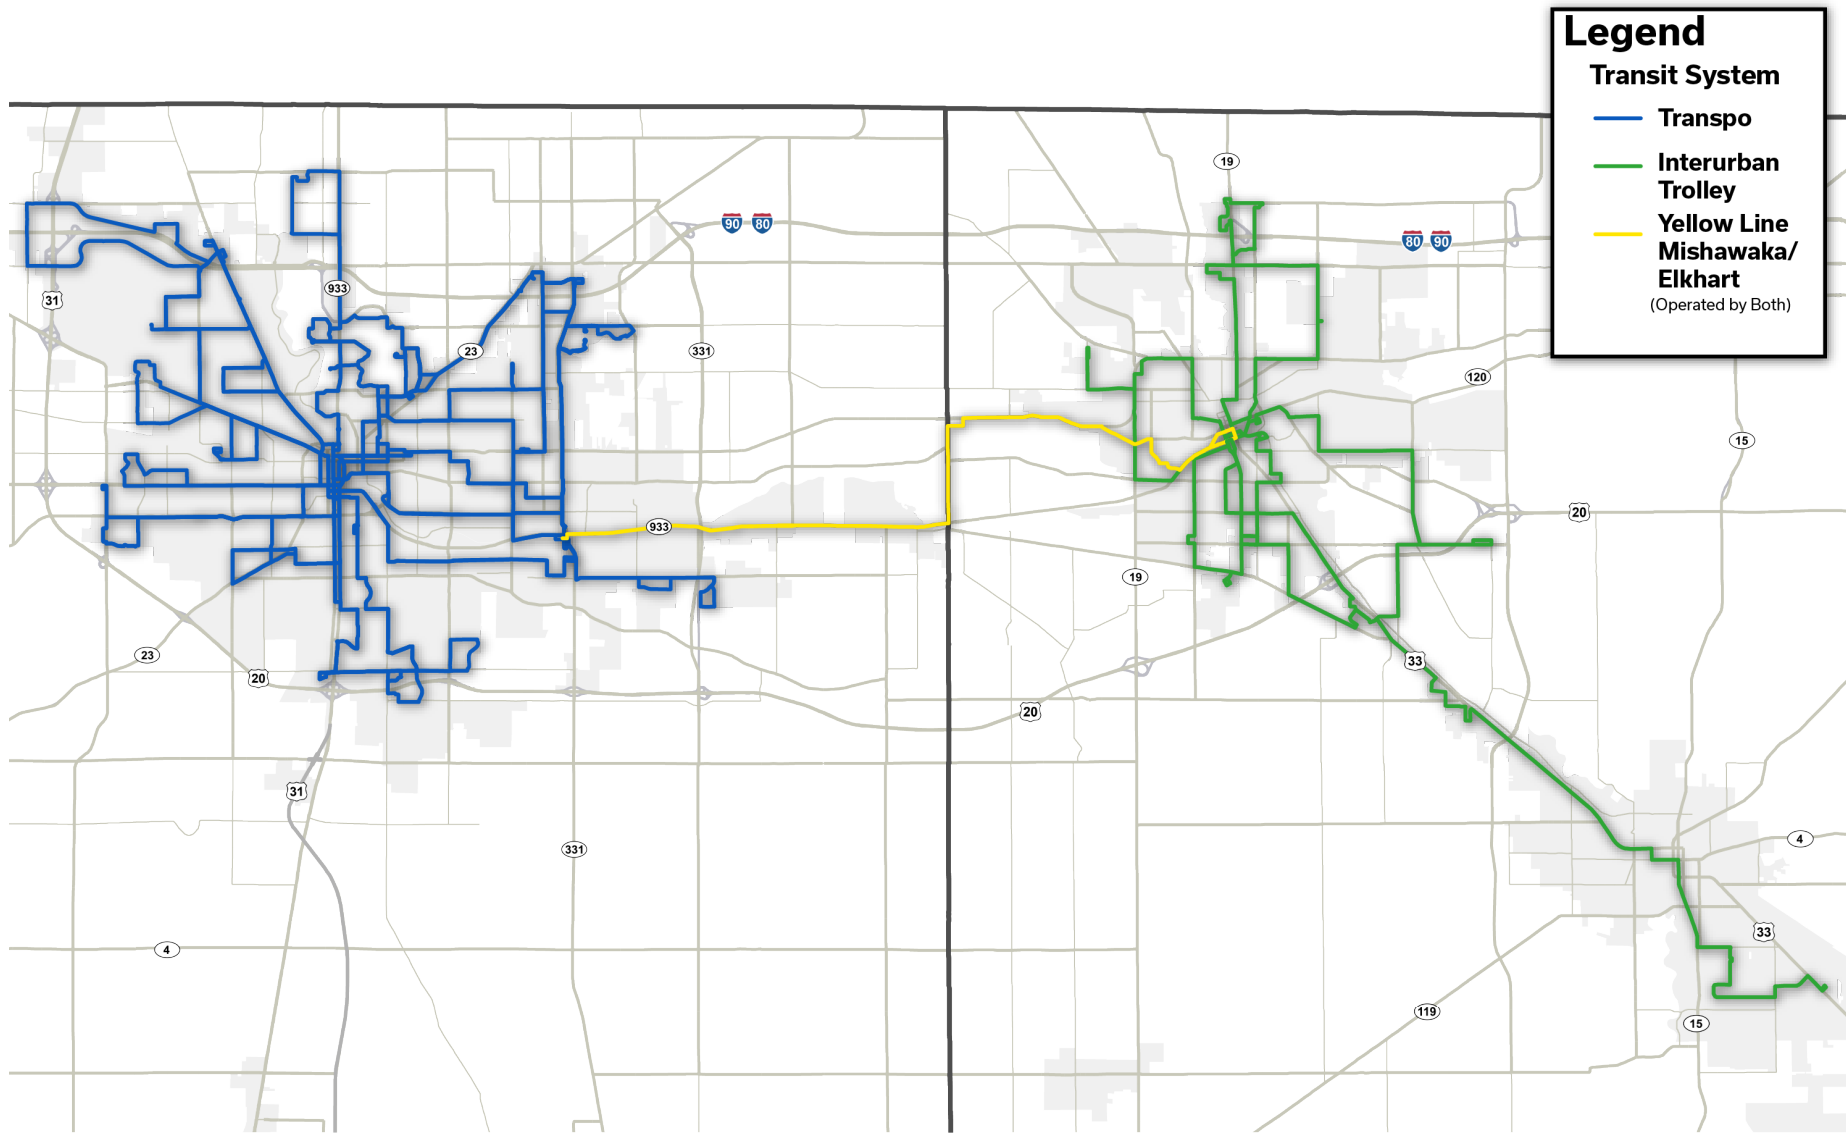 Legend
Transit System
Transpo
Interurban
Trolley
Yellow Line
Mishawaka/
Elkhart
(Operated by Both)
19
90 80
80 90
933
31
23
331
120
15
20
933
19
23
20
33
20
31
331
4
4
33
119
15